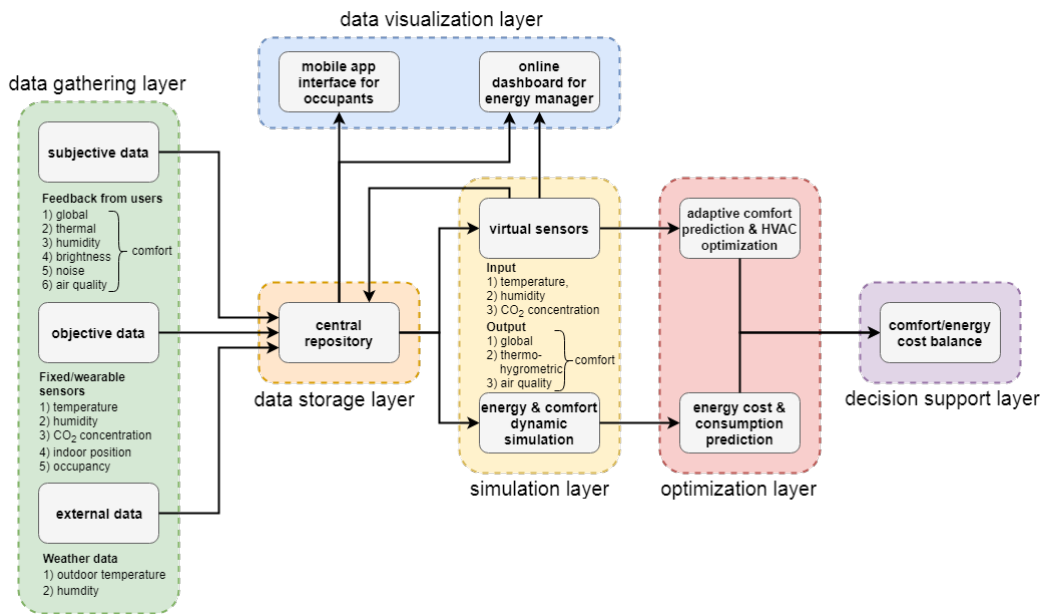 data visualization layer
mobile app
interface for
occupants
online
dashboard for
energy manager
data gathering layer
subjective data
Feedback from users
1) global
2) thermal
3) humidity
4) brightness
5) noise
6) air quality
comfort
objective data
Fixed/wearable
sensors
1) temperature
2) humidity
3) CO₂ concentration
4) indoor position
5) occupancy
external data
Weather data
1) outdoor temperature
2) humdity
central
repository
data storage layer
virtual sensors
Input
1) temperature,
2) humidity
3) CO₂ concentration
Output
1) global
2) thermo-
hygrometric
3) air quality
comfort
energy & comfort
dynamic
simulation
simulation layer
adaptive comfort
prediction & HVAC
optimization
energy cost &
consumption
prediction
optimization layer
comfort/energy
cost balance
decision support layer